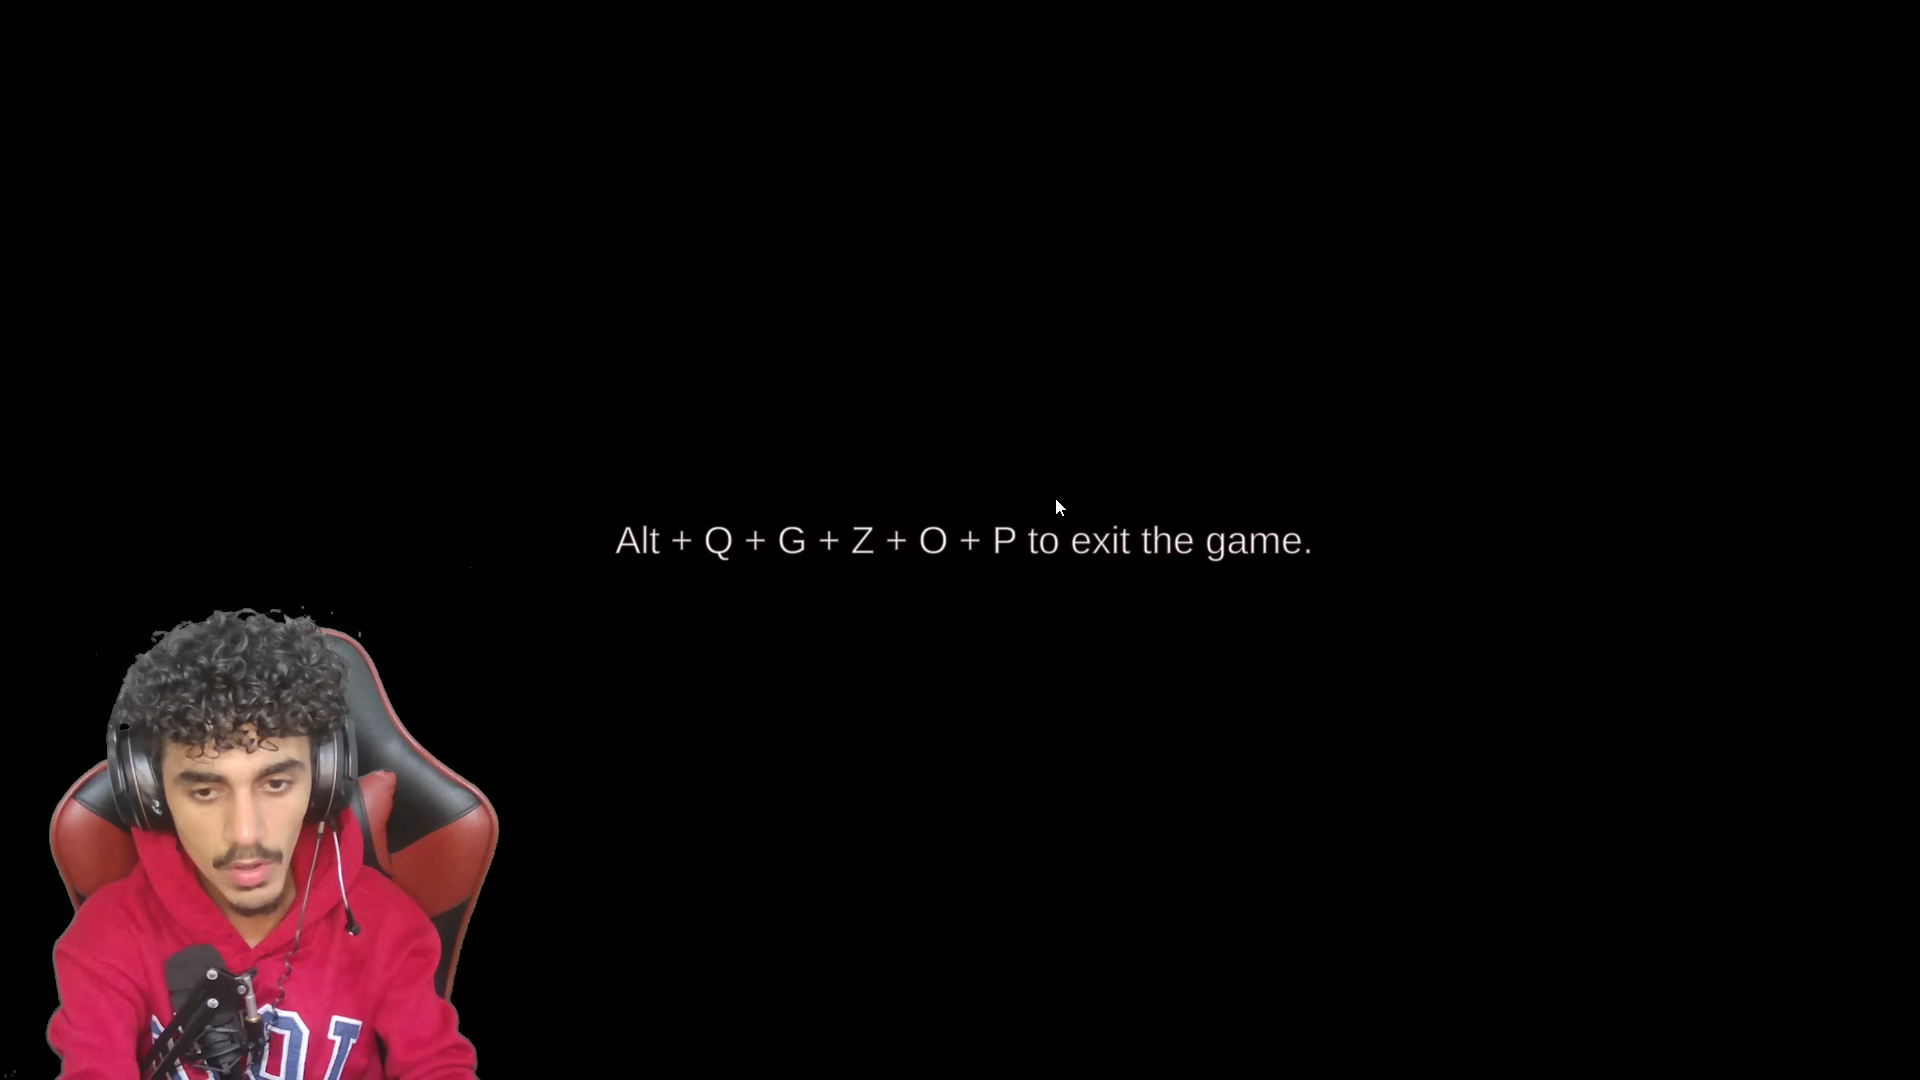 Alt + Q + G + Z + O + P to exit the game.